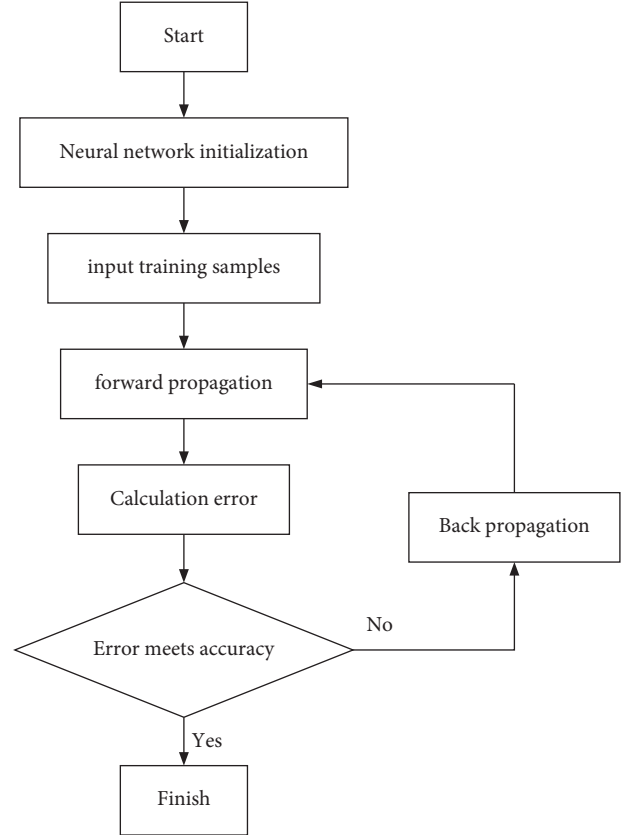 Start
Neural network initialization
input training samples
forward propagation
Calculation error
Back propagation
No
Error meets accuracy
Yes
Finish